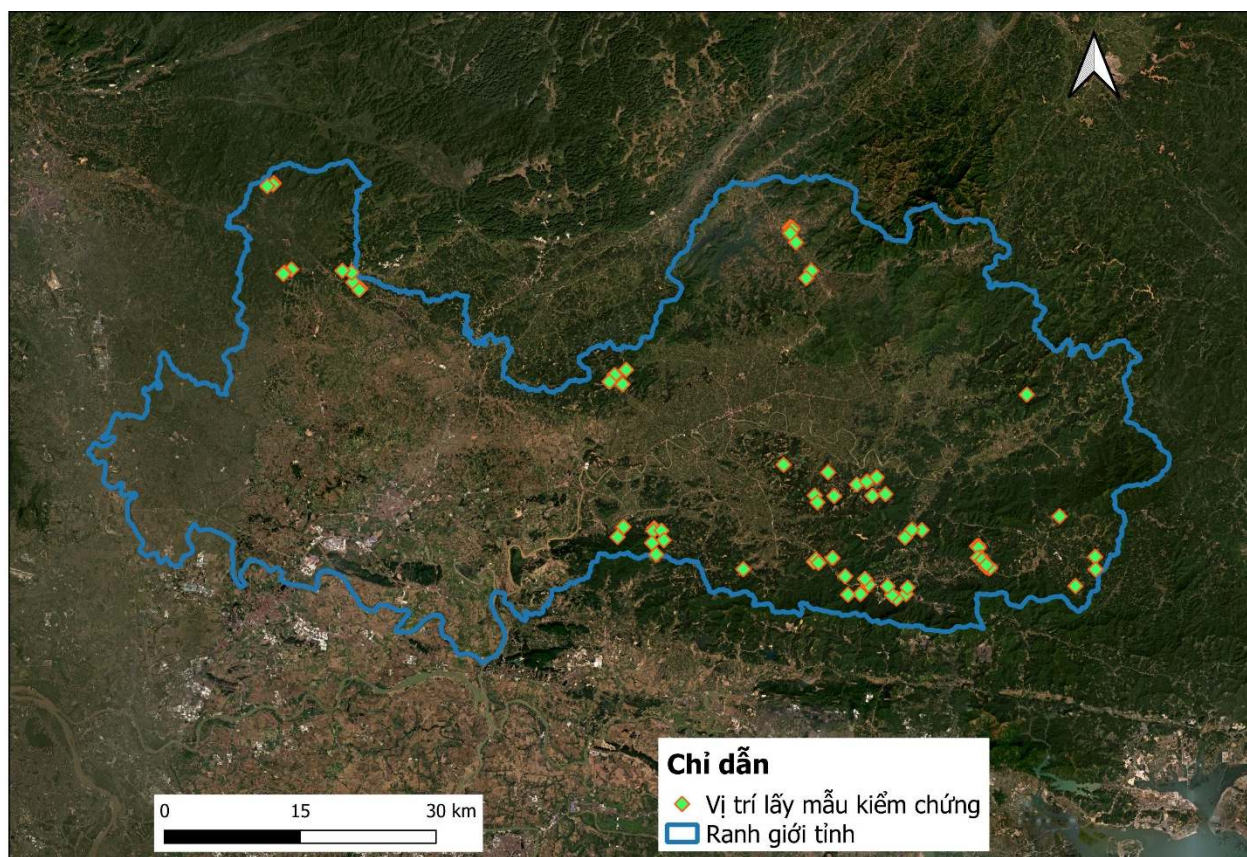 Chỉ dẫn
Vị trí lấy mẫu kiểm chứng
Ranh giới tỉnh
0 15 30 km